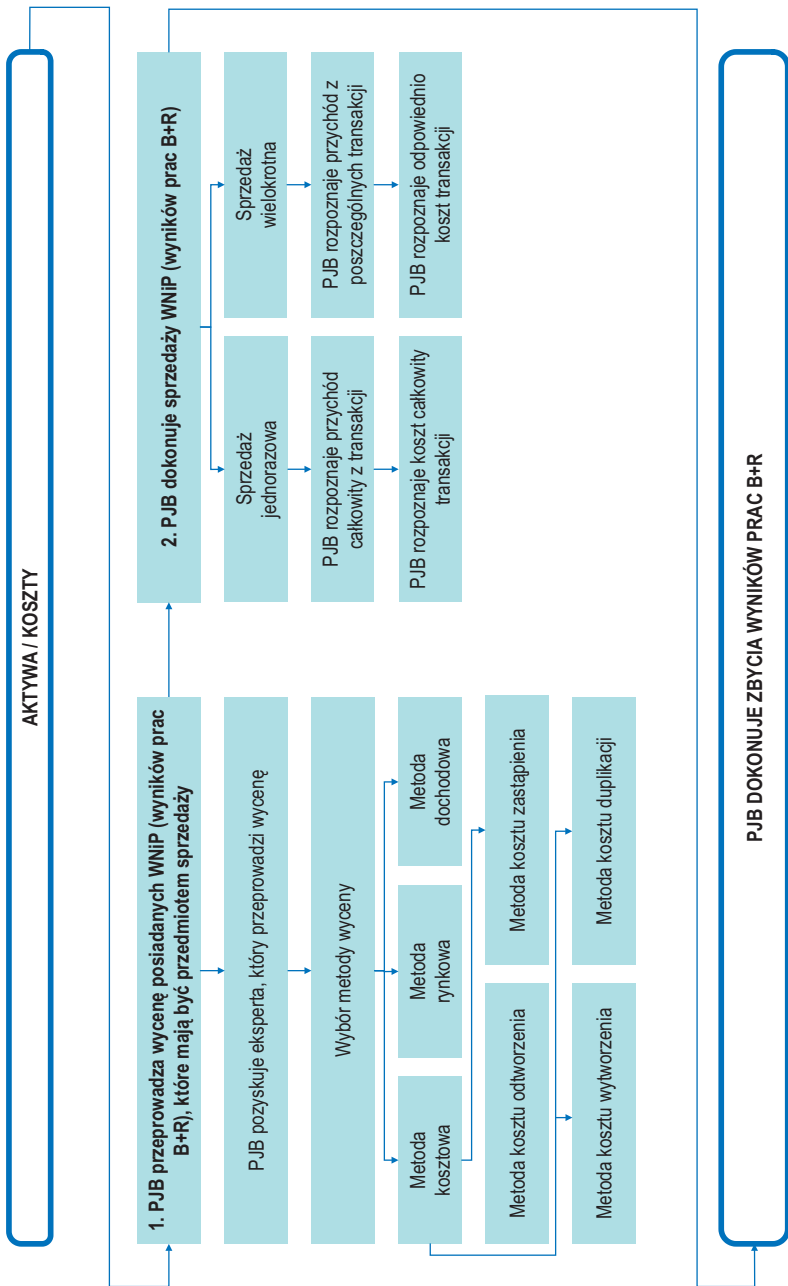 AKTYWA / KOSZTY
1. PJB przeprowadza wycenę posiadanych WNiP (wyników prac
B+R), które mają być przedmiotem sprzedaży
PJB pozyskuje eksperta, który przeprowadzi wycenę
Wybór metody wyceny
Metoda
kosztowa
Metoda
rynkowa
Metoda
dochodowa
Metoda kosztu odtworzenia
Metoda kosztu zastąpienia
Metoda kosztu wytworzenia
Metoda kosztu duplikacji
2. PJB dokonuje sprzedaży WNiP (wyników prac B+R)
Sprzedaż
jednorazowa
PJB rozpoznaje przychód
całkowity z transakcji
PJB rozpoznaje koszt całkowity
transakcji
Sprzedaż
wielokrotna
PJB rozpoznaje przychód z
poszczególnych transakcji
PJB rozpoznaje odpowiednio
koszt transakcji
PJB DOKONUJE ZBYCIA WYNIKÓW PRAC B+R